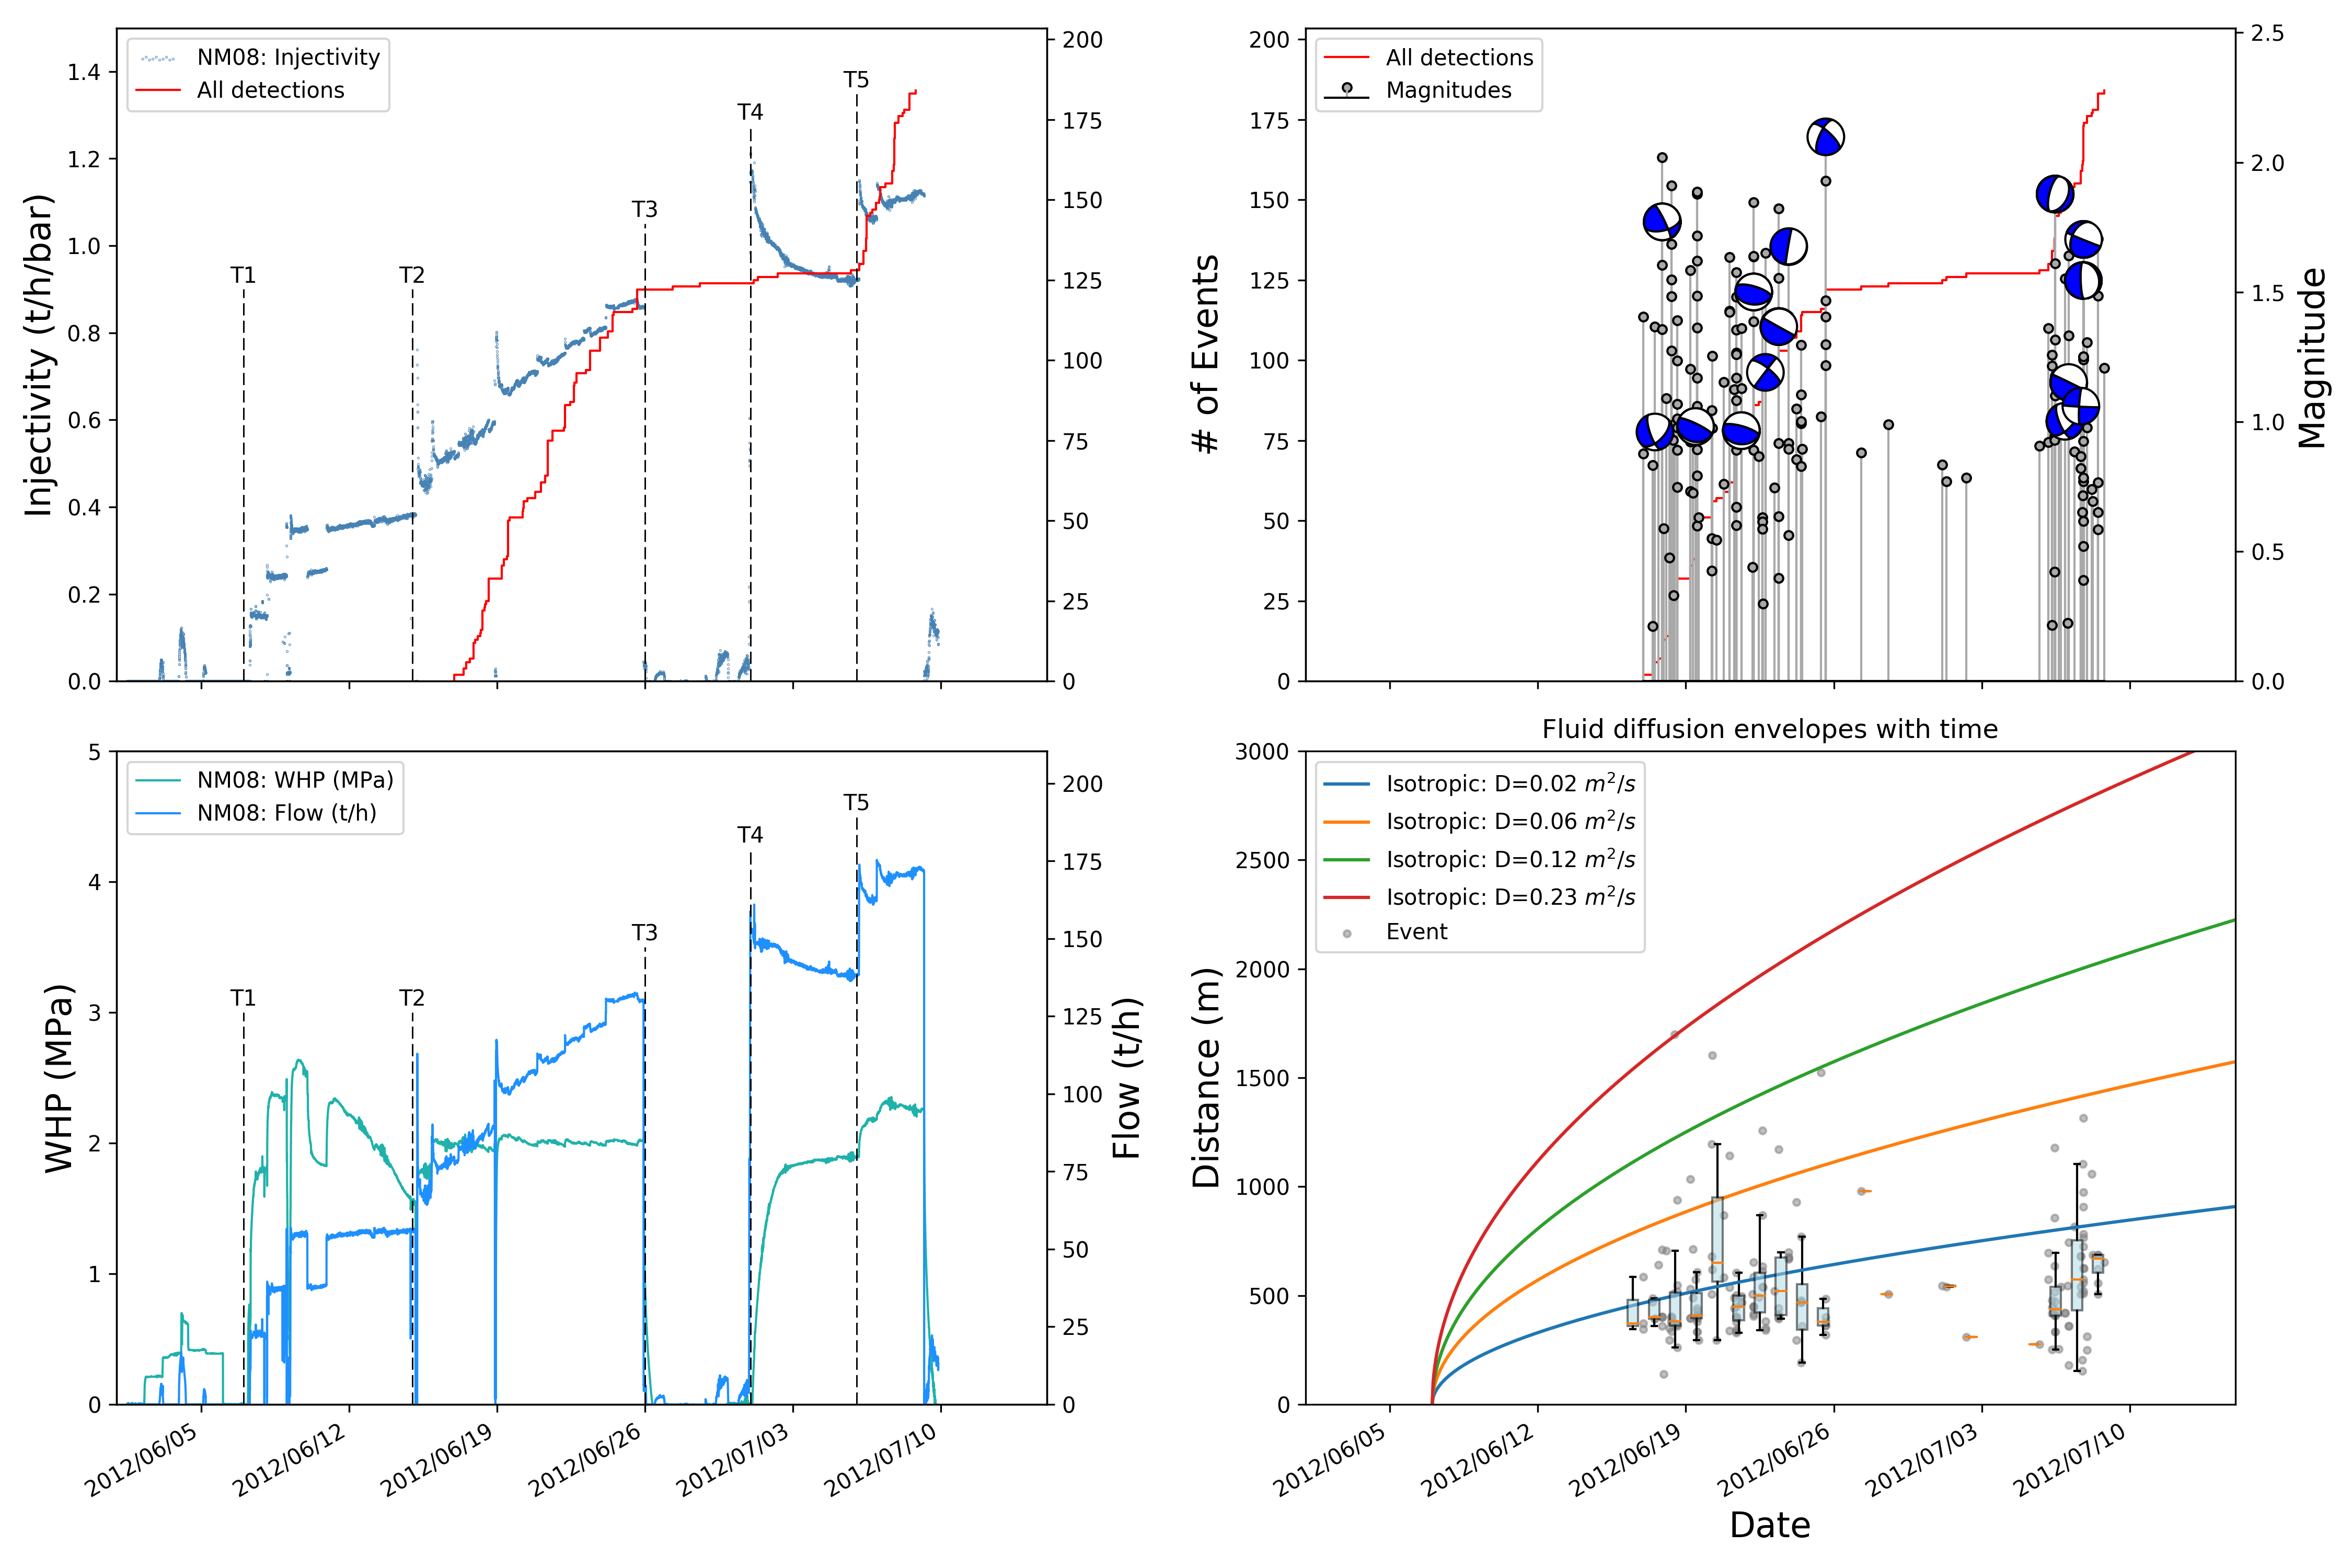 NM08: Injectivity
All detections
T1
T2
T3
T4
T5
Injectivity (t/h/bar)
1.4
1.2
1.0
0.8
0.6
0.4
0.2
0.0
200
175
150
125
100
75
50
25
0
All detections
Magnitudes
# of Events
200
175
150
125
100
75
50
25
0
2.5
2.0
1.5
1.0
0.5
0.0
Magnitude
NM08: WHP (MPa)
NM08: Flow (t/h)
T1
T2
T3
T4
T5
WHP (MPa)
5
4
3
2
1
0
200
175
150
125
100
75
50
25
0
Flow (t/h)
2012/06/05
2012/06/12
2012/06/19
2012/06/26
2012/07/03
2012/07/10
Fluid diffusion envelopes with time
Isotropic: D=0.02 m²/s
Isotropic: D=0.06 m²/s
Isotropic: D=0.12 m²/s
Isotropic: D=0.23 m²/s
Event
Distance (m)
3000
2500
2000
1500
1000
500
0
2012/06/05
2012/06/12
2012/06/19
2012/06/26
2012/07/03
2012/07/10
Date